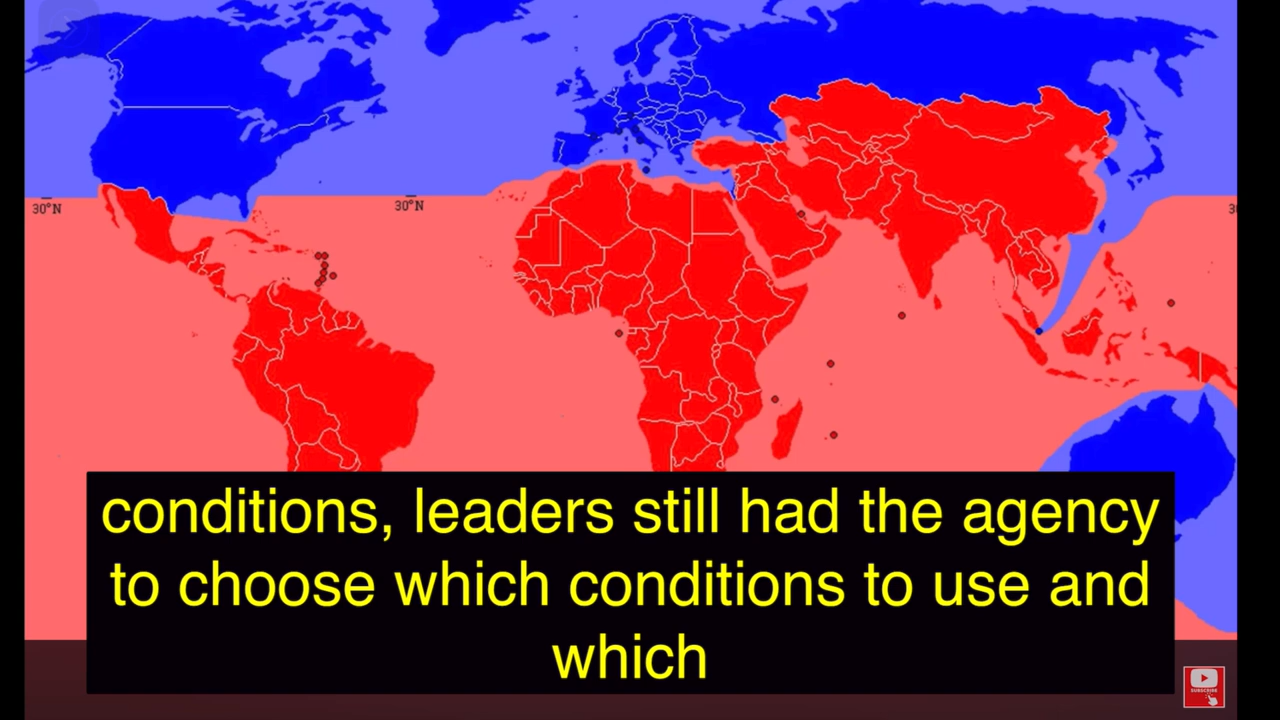 30°N
30°N
conditions, leaders still had the agency
to choose which conditions to use and
which
SUBSCRIBE